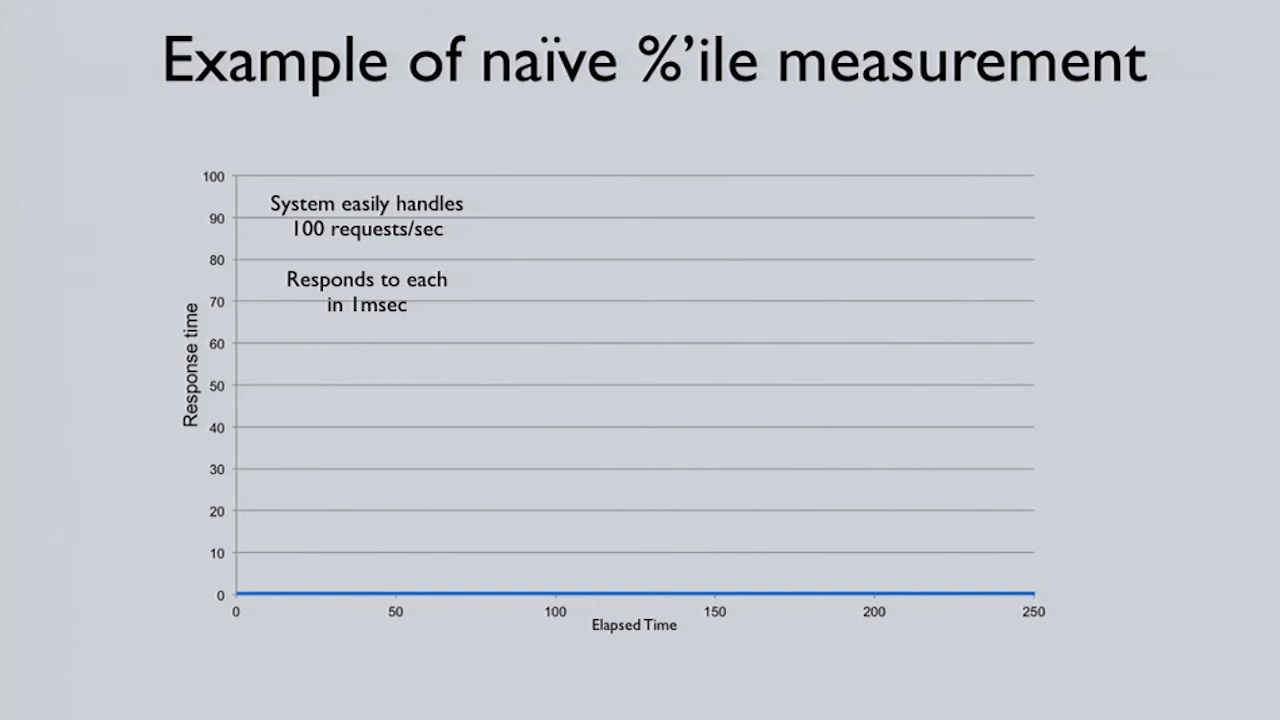 Example of naïve %’ile measurement
100
System easily handles
90
100 requests/sec
80
Responds to each
70
in 1msec
Response time
60
50
40
30
20
10
0
0 50 100 150 200 250
Elapsed Time